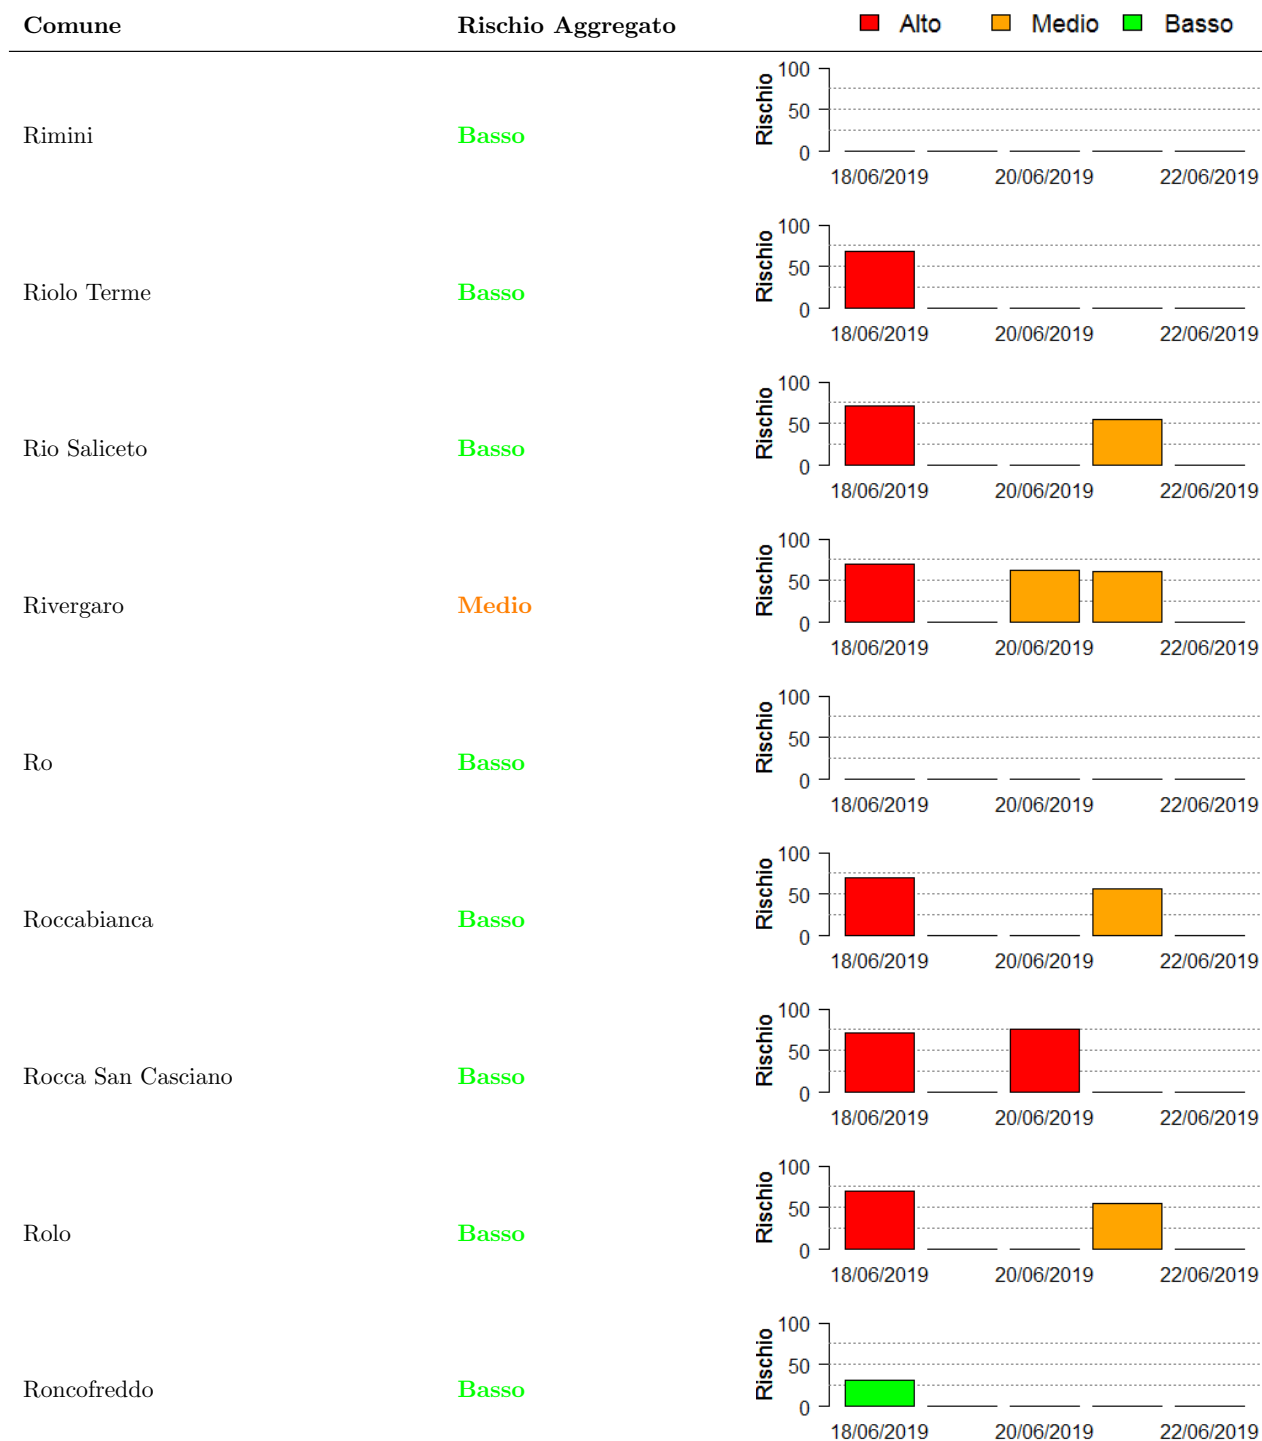 Comune Rischio Aggregato Alto Medio Basso
Rimini Basso
Rischio
100
50
0
18/06/2019 20/06/2019 22/06/2019
Riolo Terme Basso
Rischio
100
50
0
18/06/2019 20/06/2019 22/06/2019
Rio Saliceto Basso
Rischio
100
50
0
18/06/2019 20/06/2019 22/06/2019
Rivergaro Medio
Rischio
100
50
0
18/06/2019 20/06/2019 22/06/2019
Ro Basso
Rischio
100
50
0
18/06/2019 20/06/2019 22/06/2019
Roccabianca Basso
Rischio
100
50
0
18/06/2019 20/06/2019 22/06/2019
Rocca San Casciano Basso
Rischio
100
50
0
18/06/2019 20/06/2019 22/06/2019
Rolo Basso
Rischio
100
50
0
18/06/2019 20/06/2019 22/06/2019
Roncofreddo Basso
Rischio
100
50
0
18/06/2019 20/06/2019 22/06/2019